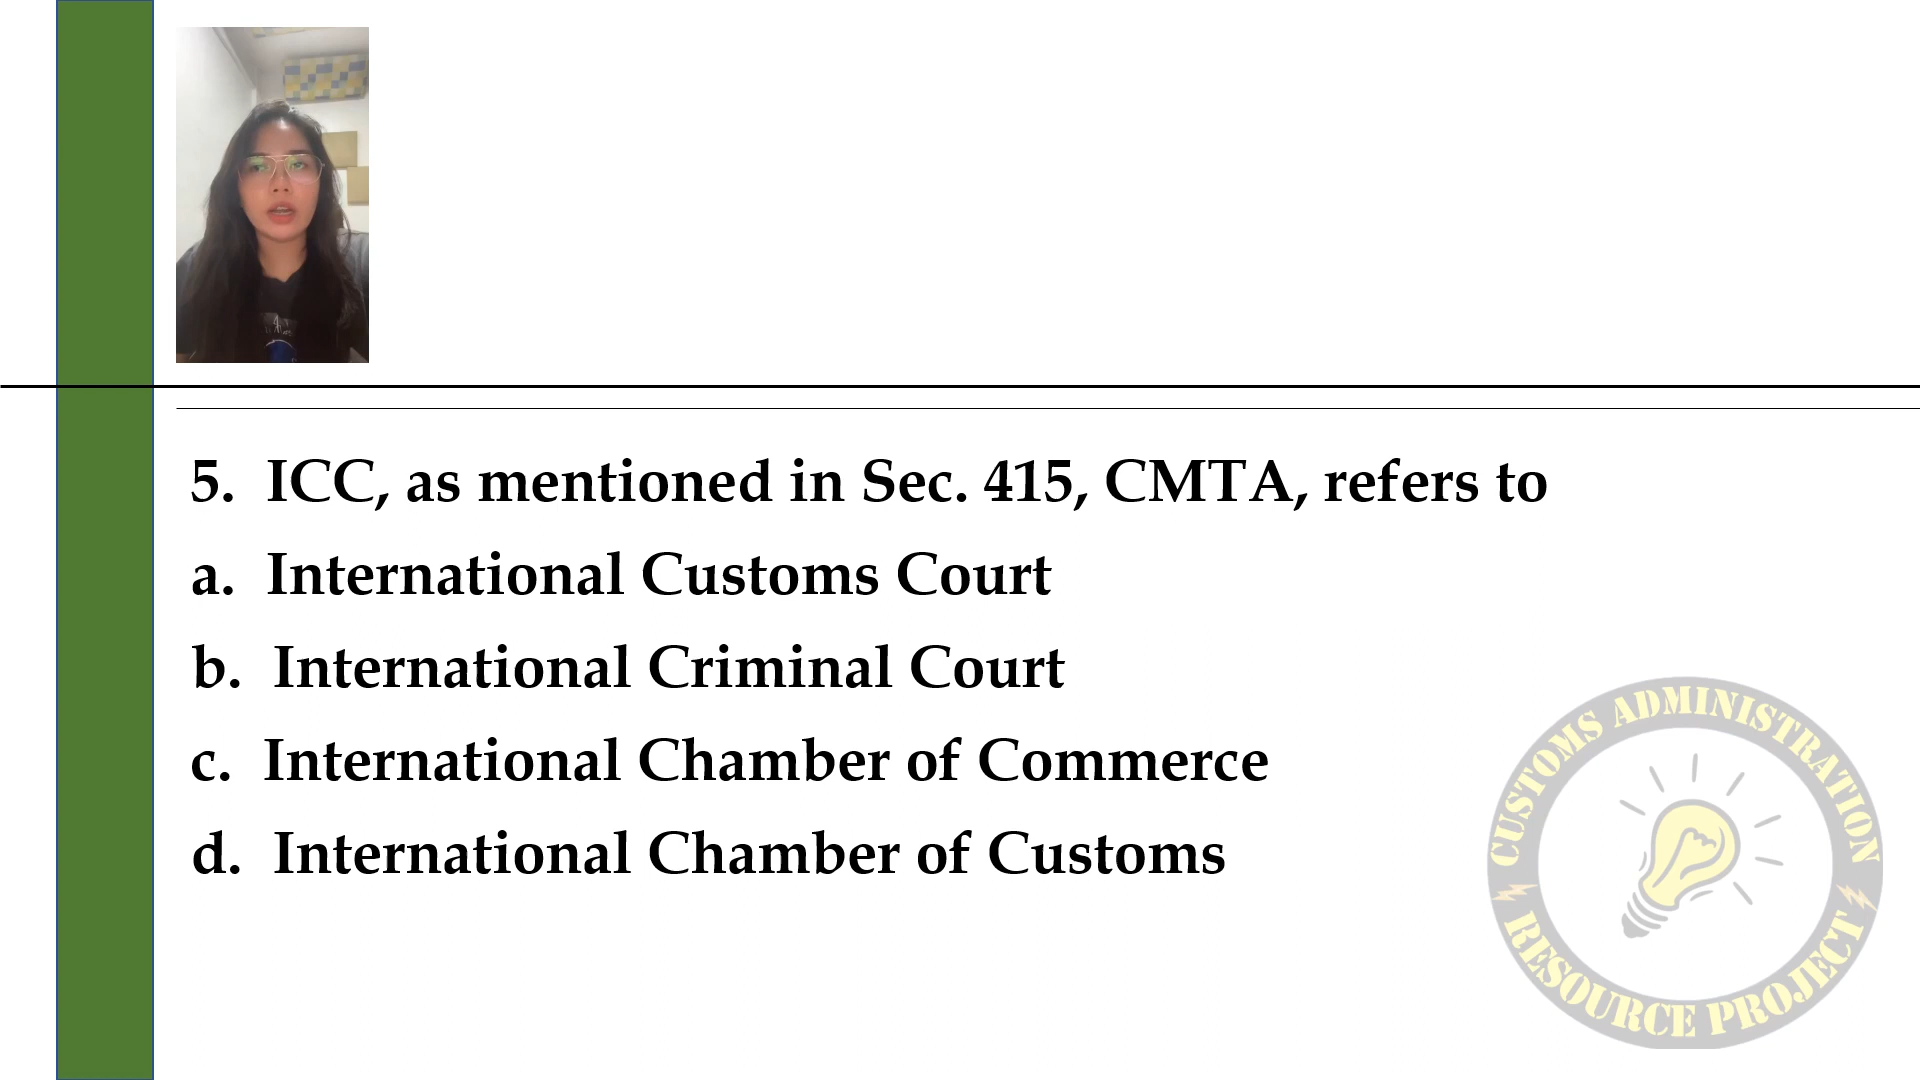 5. ICC, as mentioned in Sec. 415, CMTA, refers to
a. International Customs Court
b. International Criminal Court
c. International Chamber of Commerce
d. International Chamber of Customs
CUSTOMS ADMINISTRATION
RESOURCE PROJECT